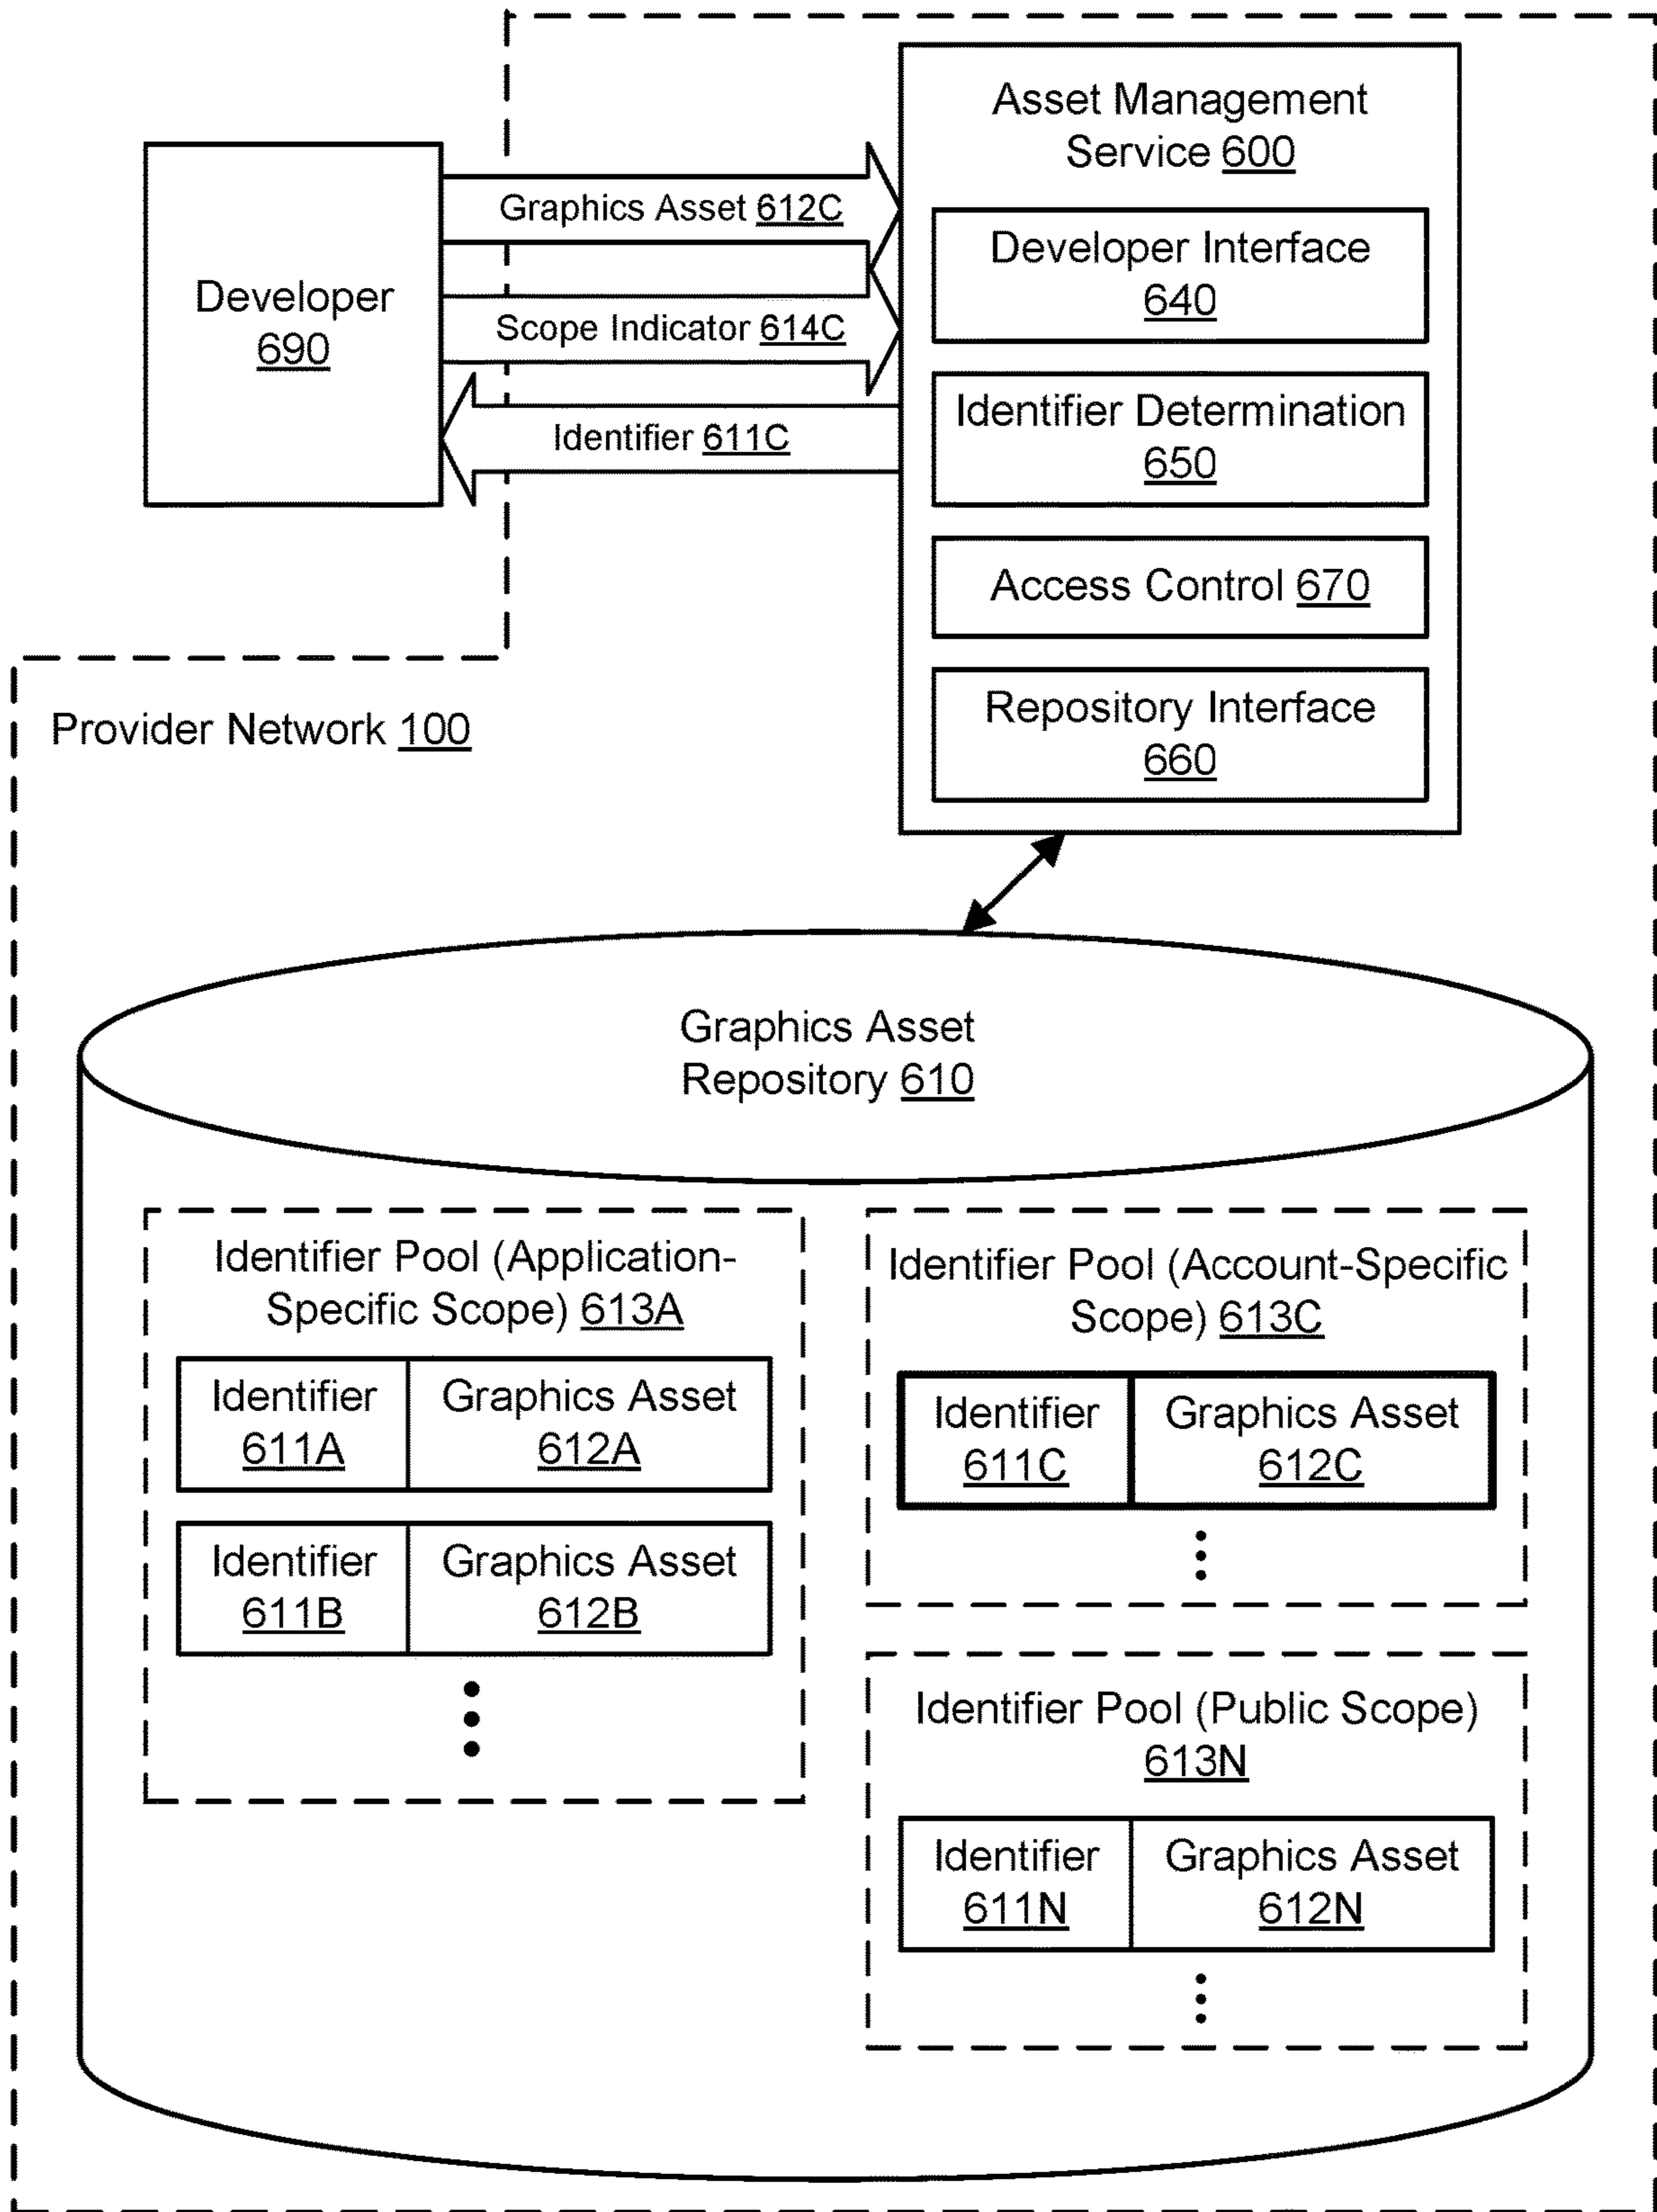 Asset Management
Service 600
Graphics Asset 612C
Developer
690
Scope Indicator 614C
Identifier 611C
Developer Interface
640
Identifier Determination
650
Access Control 670
Repository Interface
660
Provider Network 100
Graphics Asset
Repository 610
Identifier Pool (Application-
Specific Scope) 613A
Identifier
611A
Graphics Asset
612A
Identifier
611B
Graphics Asset
612B
Identifier Pool (Account-Specific
Scope) 613C
Identifier
611C
Graphics Asset
612C
Identifier Pool (Public Scope)
613N
Identifier
611N
Graphics Asset
612N